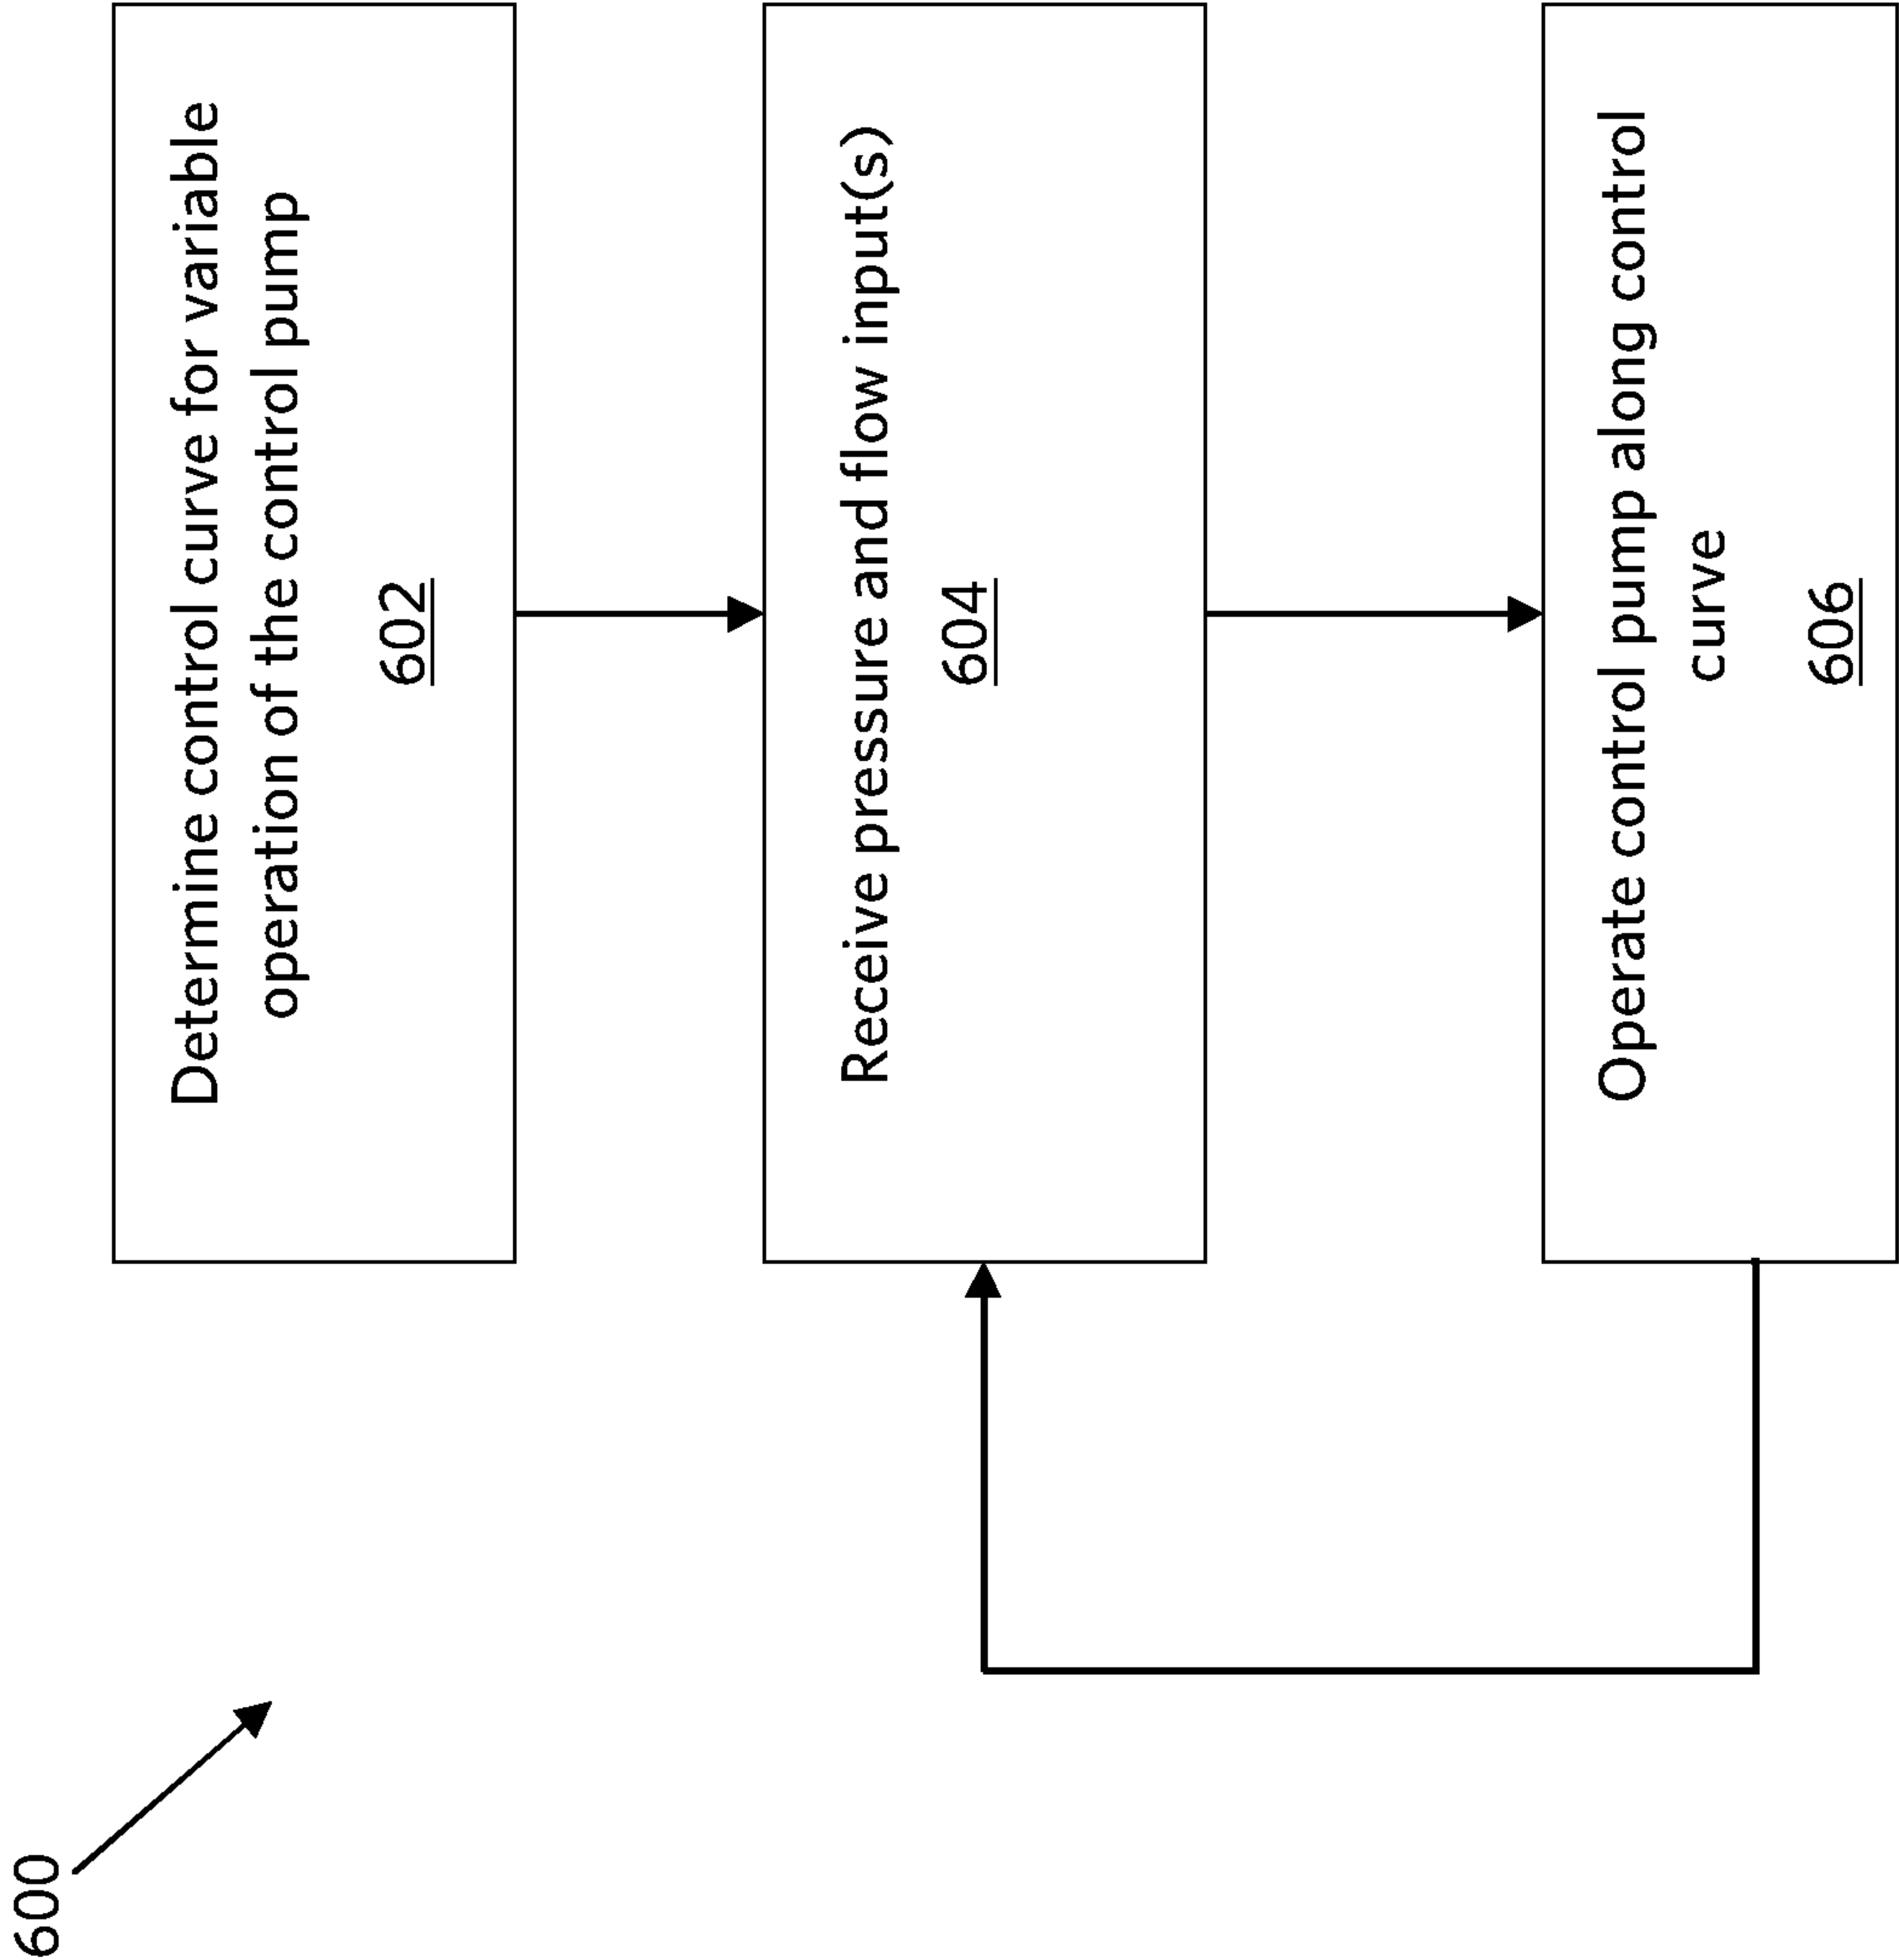 600
Determine control curve for variable
operation of the control pump
602
Receive pressure and flow input(s)
604
Operate control pump along control
curve
606